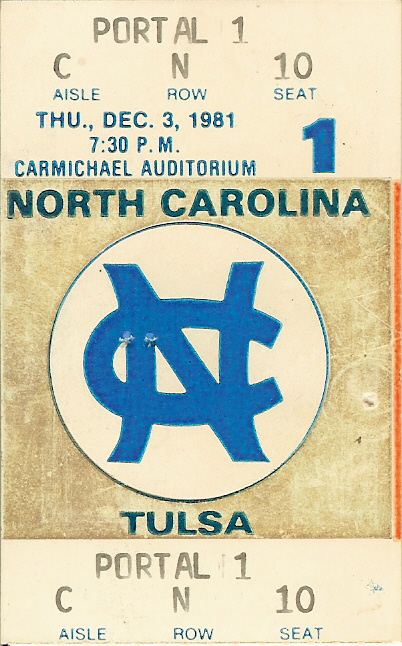 PORTAL 1
C N 10
AISLE ROW SEAT
THU., DEC. 3, 1981
7:30 P.M.
CARMICHAEL AUDITORIUM
1
NORTH CAROLINA
NC
TULSA
PORTAL 1
C N 10
AISLE ROW SEAT